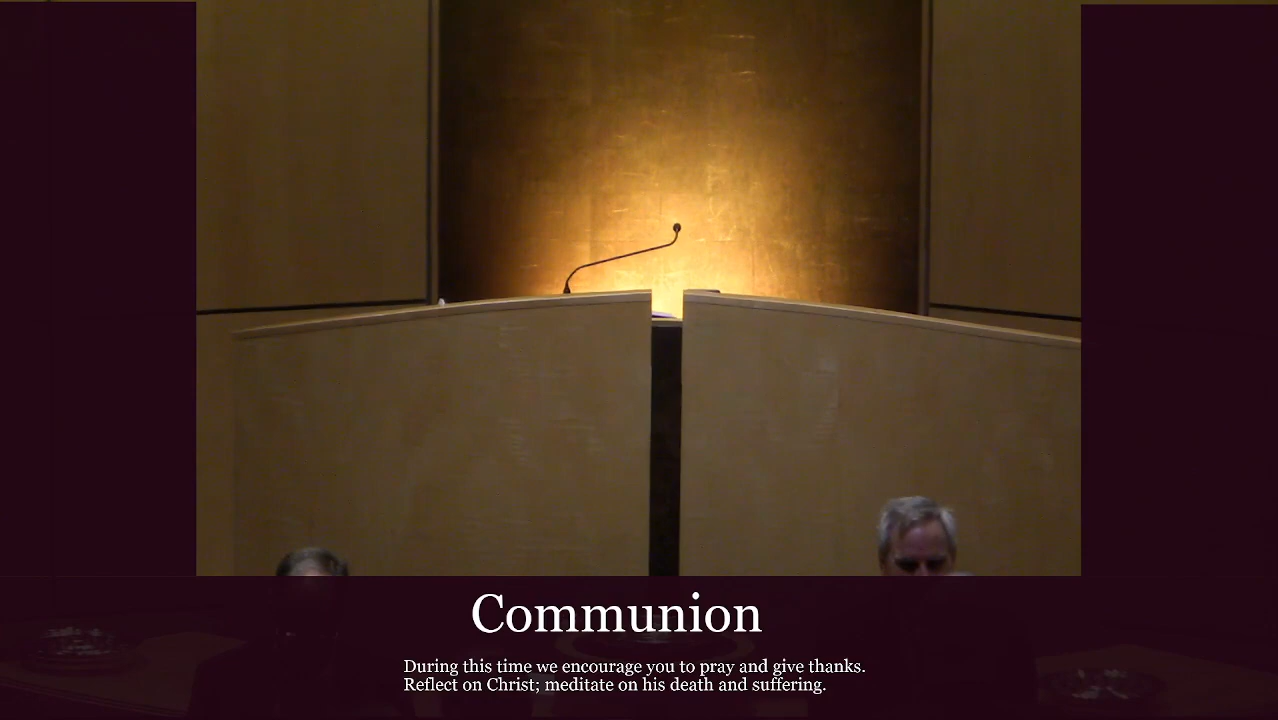 Communion
During this time we encourage you to pray and give thanks.
Reflect on Christ; meditate on his death and suffering.